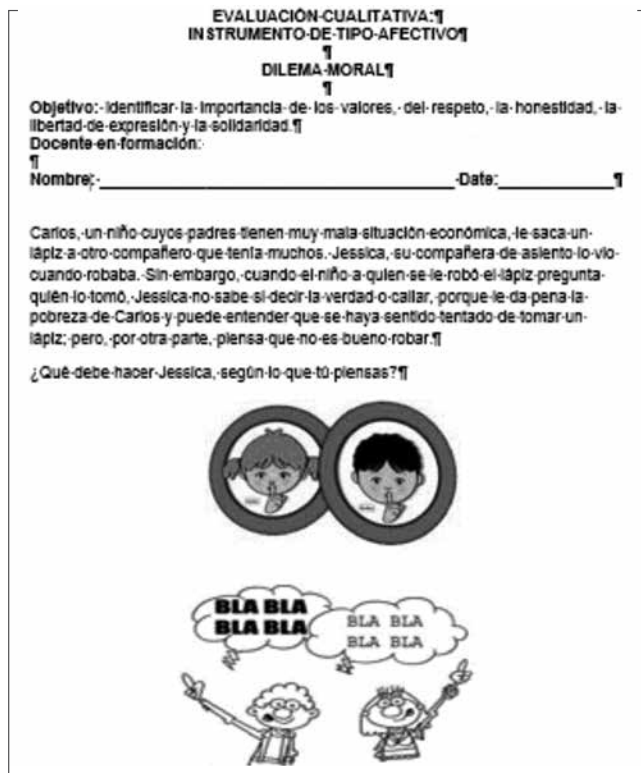 EVALUACIÓN·CUALITATIVA:¶
INSTRUMENTO·DE·TIPO·AFECTIVO¶
¶
DILEMA·MORAL¶
¶
Objetivo:·Identificar·la·importancia·de·los·valores,·del·respeto,·la·honestidad,·la·
libertad·de·expresión·y·la·solidaridad.¶
Docente·en·formación:·
¶
Nombre:·______________________________·Date:__________¶
Carlos,·un·niño·cuyos·padres·tienen·muy·mala·situación·económica,·le·saca·un·
lápiz·a·otro·compañero·que·tenía·muchos.·Jessica,·su·compañera·de·asiento·lo·vio·
cuando·robaba.·Sin·embargo,·cuando·el·niño·a·quien·se·le·robó·el·lápiz·pregunta·
quién·lo·tomó,·Jessica·no·sabe·si·decir·la·verdad·o·callar,·porque·le·da·pena·la·
pobreza·de·Carlos·y·puede·entender·que·se·haya·sentido·tentado·de·tomar·un·
lápiz;·pero,·por·otra·parte,·piensa·que·no·es·bueno·robar.¶
¿Qué·debe·hacer·Jessica,·según·lo·que·tú·piensas?¶
BLA BLA
BLA BLA
BLA BLA
BLA BLA